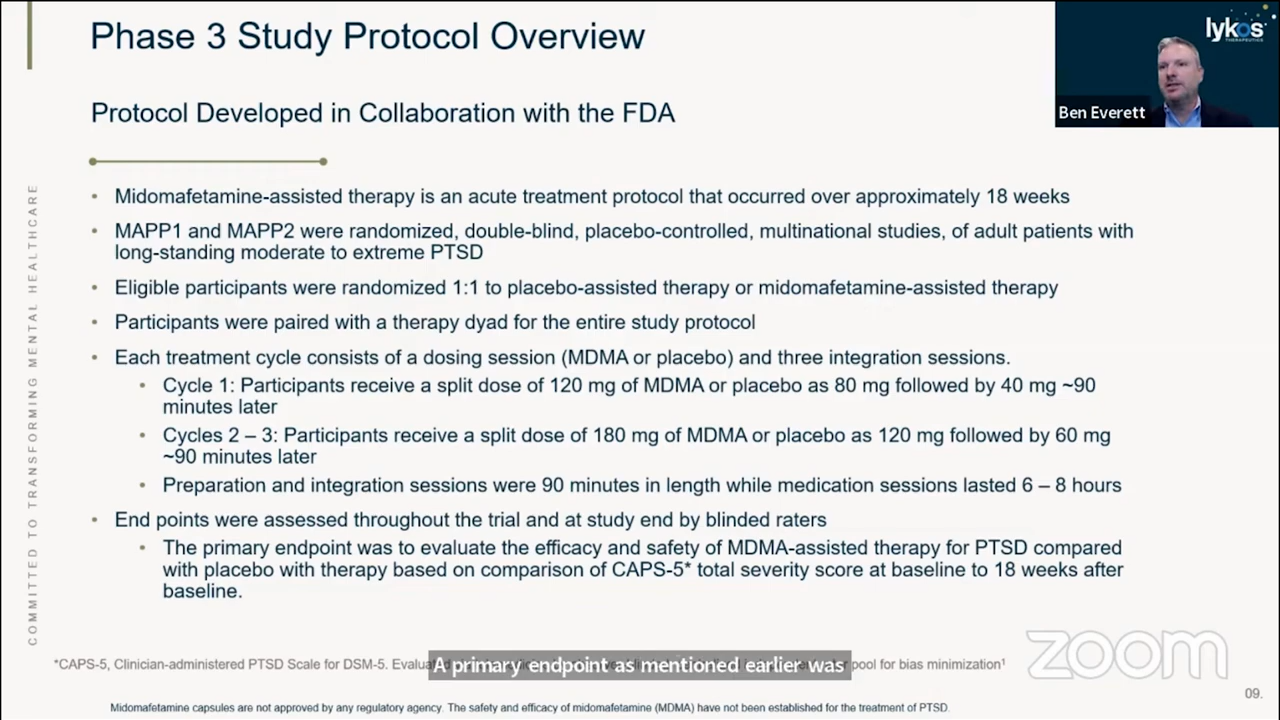 Phase 3 Study Protocol Overview
lykos
THERAPEUTICS
Ben Everett
Protocol Developed in Collaboration with the FDA
COMMITTED TO TRANSFORMING MENTAL HEALTHCARE
• Midomafetamine-assisted therapy is an acute treatment protocol that occurred over approximately 18 weeks
• MAPP1 and MAPP2 were randomized, double-blind, placebo-controlled, multinational studies, of adult patients with
long-standing moderate to extreme PTSD
• Eligible participants were randomized 1:1 to placebo-assisted therapy or midomafetamine-assisted therapy
• Participants were paired with a therapy dyad for the entire study protocol
• Each treatment cycle consists of a dosing session (MDMA or placebo) and three integration sessions.
• Cycle 1: Participants receive a split dose of 120 mg of MDMA or placebo as 80 mg followed by 40 mg ~90
minutes later
• Cycles 2 – 3: Participants receive a split dose of 180 mg of MDMA or placebo as 120 mg followed by 60 mg
~90 minutes later
• Preparation and integration sessions were 90 minutes in length while medication sessions lasted 6 – 8 hours
• End points were assessed throughout the trial and at study end by blinded raters
• The primary endpoint was to evaluate the efficacy and safety of MDMA-assisted therapy for PTSD compared
with placebo with therapy based on comparison of CAPS-5* total severity score at baseline to 18 weeks after
baseline.
*CAPS-5, Clinician-administered PTSD Scale for DSM-5. pool for bias minimization¹
A primary endpoint as mentioned earlier was
zoom
09.
Midomafetamine capsules are not approved by any regulatory agency. The safety and efficacy of midomafetamine (MDMA) have not been established for the treatment of PTSD.